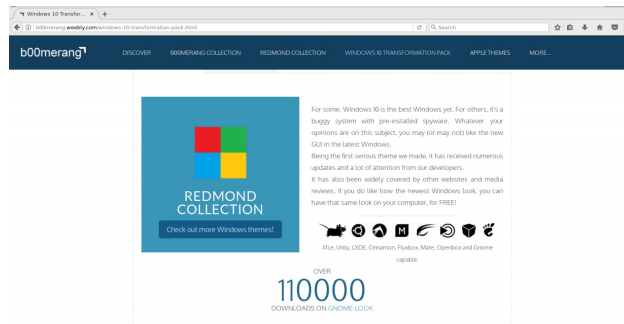 Windows 10 Transfor...
b00merang.weebly.com/windows-10-transformation-pack.html
Search
b00merang
DISCOVER B00MERANG COLLECTION REDMOND COLLECTION WINDOWS 10 TRANSFORMATION PACK APPLE THEMES MORE...
REDMOND
COLLECTION
Check out more Windows themes!
For some, Windows 10 is the best Windows yet. For others, it's a
buggy system with pre-installed spyware. Whatever your
opinions are on this subject, you may (or may not) like the new
GUI in the latest Windows.
Being the first serious theme we made, it has received numerous
updates and a lot of attention from our developers.
It has also been widely covered by other websites and media
reviews. If you do like how the newest Windows look, you can
have that same look on your computer, for FREE!
Xfce, Unity, LXDE, Cinnamon, Fluxbox, Mate, Openbox and Gnome
capable.
OVER
110000
DOWNLOADS ON GNOME-LOOK